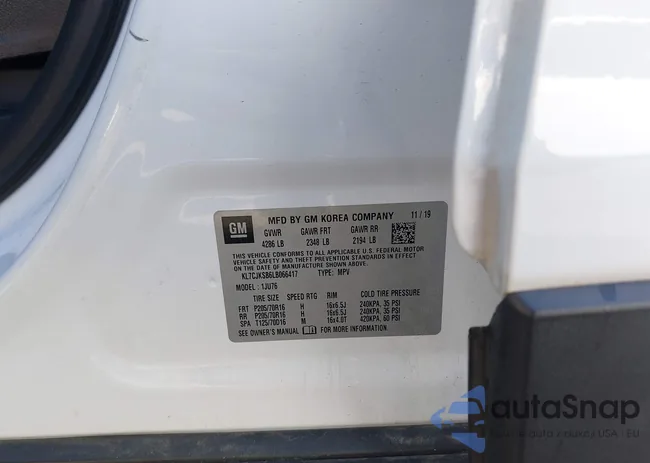 GM
MFD BY GM KOREA COMPANY 11 / 19
GVWR GAWR FRT GAWR RR
4286 LB 2348 LB 2194 LB
THIS VEHICLE CONFORMS TO ALL APPLICABLE U.S. FEDERAL MOTOR
VEHICLE SAFETY AND THEFT PREVENTION STANDARDS IN EFFECT
ON THE DATE OF MANUFACTURE SHOWN ABOVE.
KL7CJKSB6LB066417 TYPE: MPV
MODEL : 1JU76
TIRE SIZE SPEED RTG RIM COLD TIRE PRESSURE
FRT P205/70R16 H 16x6.5J 240KPA, 35 PSI
RR P205/70R16 H 16x6.5J 240KPA, 35 PSI
SPA T125/70D16 M 16x4.0T 420KPA, 60 PSI
SEE OWNER'S MANUAL FOR MORE INFORMATION
autaSnap
USA - EU